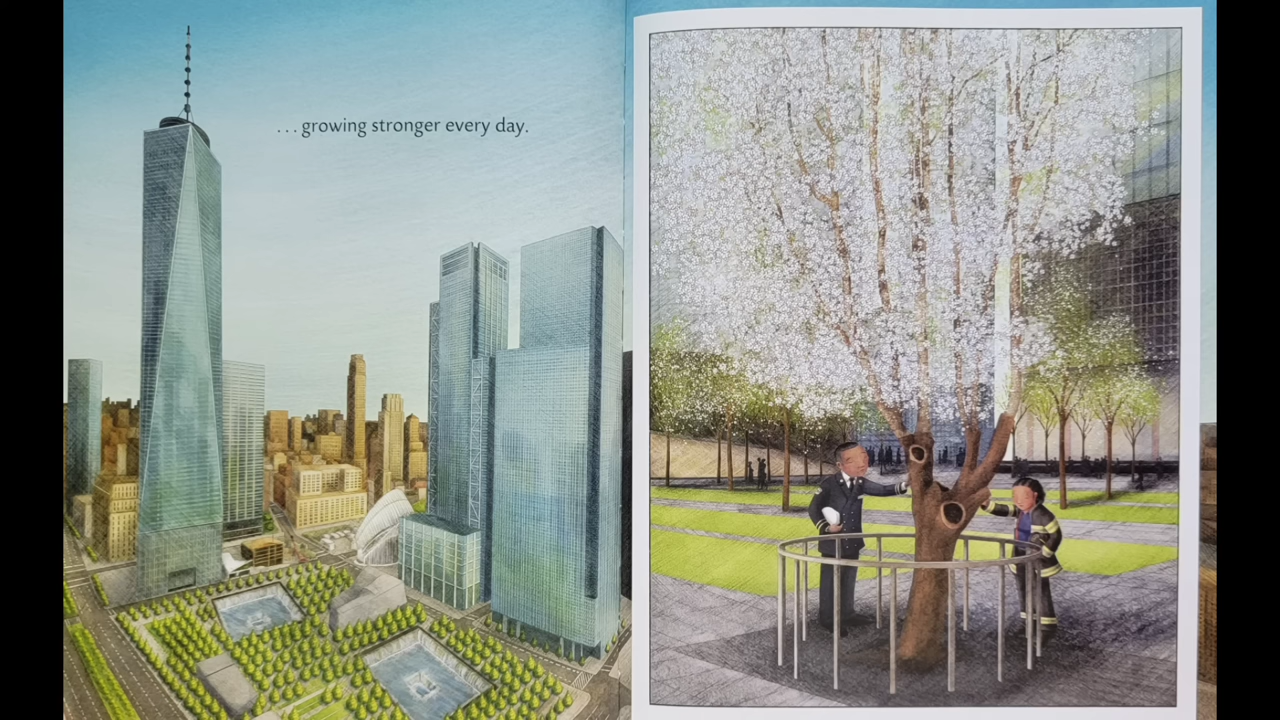 . . . growing stronger every day.